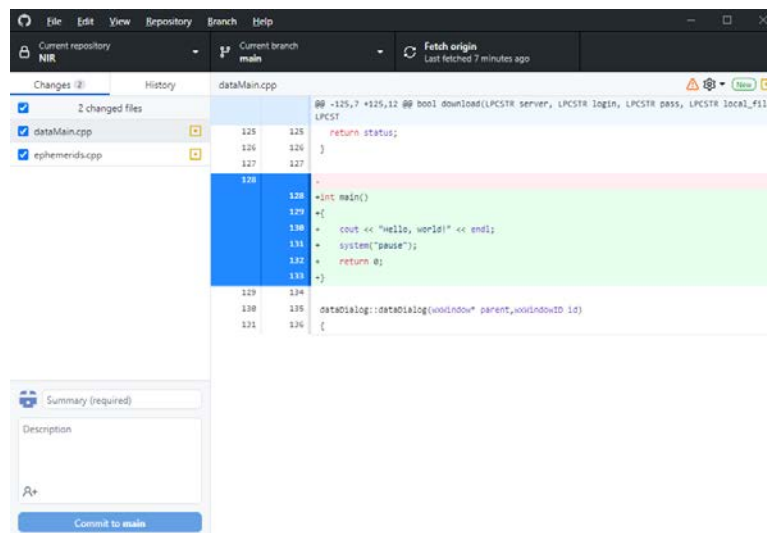 File Edit View Repository Branch Help
Current repository
NIR
Current branch
main
Fetch origin
Last fetched 7 minutes ago
Changes 2 History
dataMain.cpp
New
2 changed files
dataMain.cpp
ephemerids.cpp
@@ -125,7 +125,12 @@ bool download(LPCSTR server, LPCSTR login, LPCSTR pass, LPCSTR local_fil
LPCST
125 125 return status;
126 126 }
127 127
128 -
128 +int main()
129 +{
130 + cout << "Hello, world!" << endl;
131 + system("pause");
132 + return 0;
133 +}
129 134
130 135 dataDialog::dataDialog(wxWindow* parent,wxWindowID id)
131 136 {
Summary (required)
Description
Commit to main